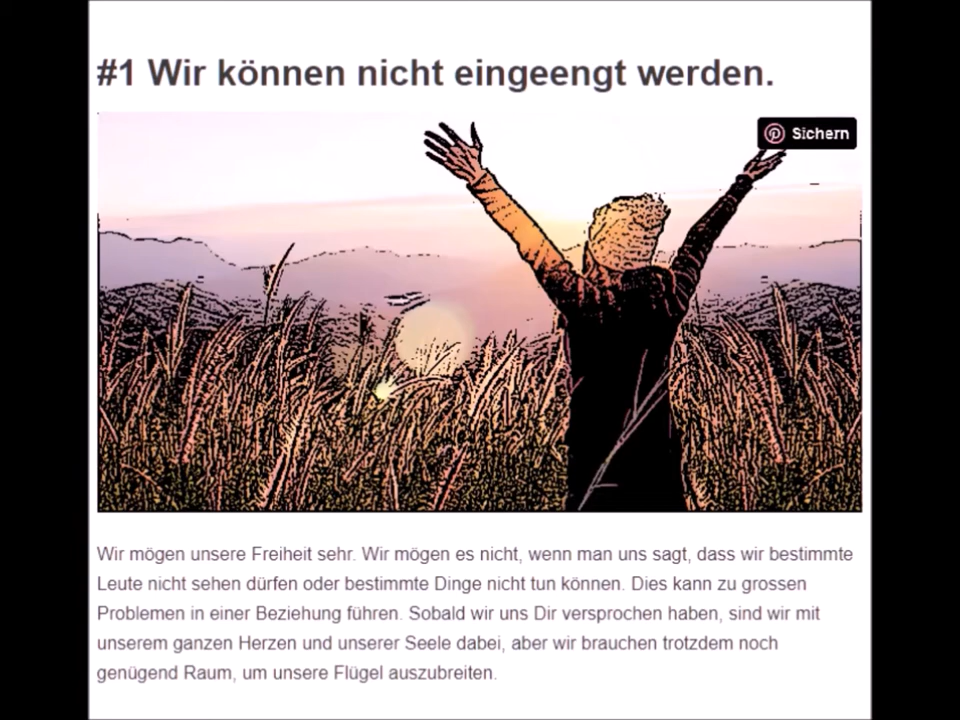 #1 Wir können nicht eingeengt werden.
Sichern
Wir mögen unsere Freiheit sehr. Wir mögen es nicht, wenn man uns sagt, dass wir bestimmte
Leute nicht sehen dürfen oder bestimmte Dinge nicht tun können. Dies kann zu grossen
Problemen in einer Beziehung führen. Sobald wir uns Dir versprochen haben, sind wir mit
unserem ganzen Herzen und unserer Seele dabei, aber wir brauchen trotzdem noch
genügend Raum, um unsere Flügel auszubreiten.